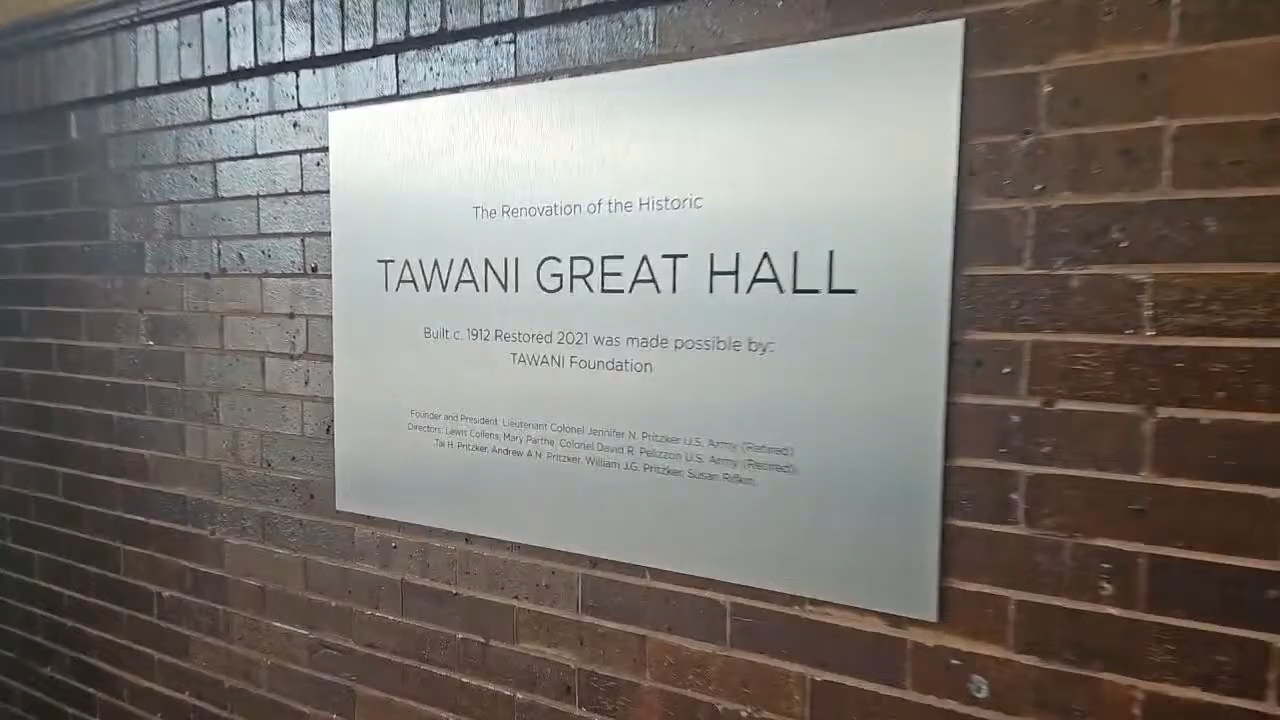 The Renovation of the Historic
TAWANI GREAT HALL
Built c. 1912 Restored 2021 was made possible by:
TAWANI Foundation
Founder and President: Lieutenant Colonel Jennifer N. Pritzker U.S. Army (Retired)
Directors: Lewis Collens, Mary Parthe, Colonel David R. Pelizzon U.S. Army (Retired)
Tal H. Pritzker, Andrew A.N. Pritzker, William J.G. Pritzker, Susan Rifkin